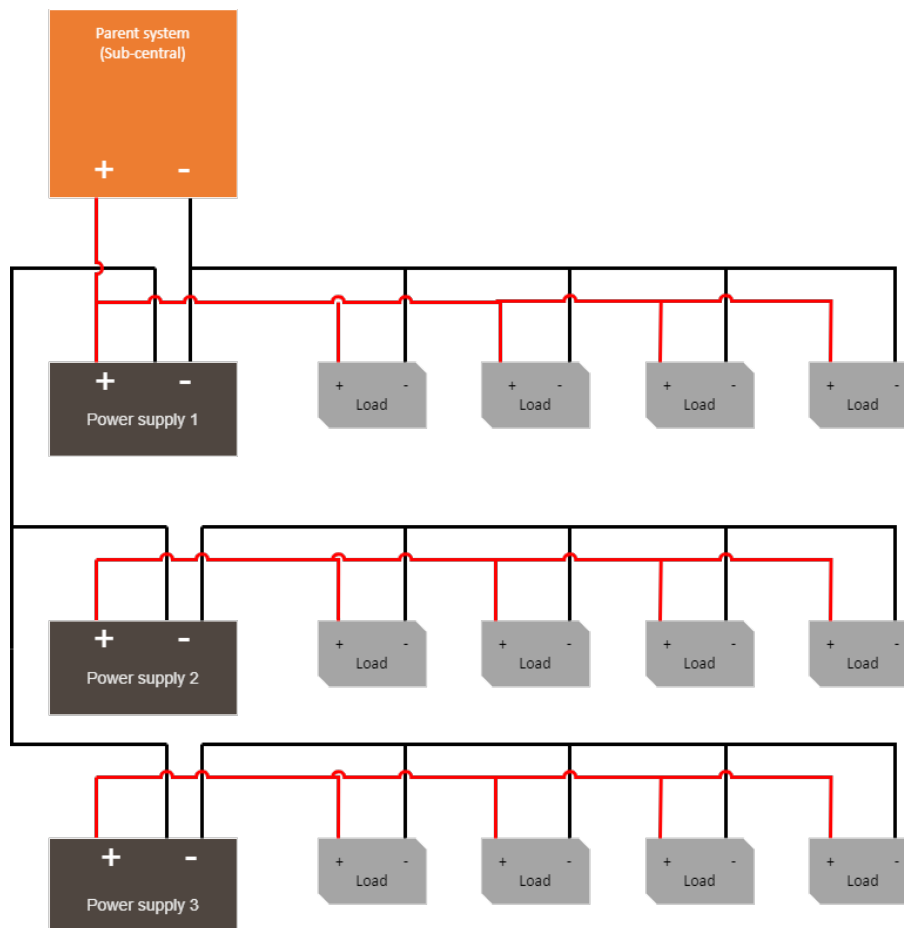 Parent system
(Sub-central)
+ -
+ -
Power supply 1
+ -
Load
+ -
Load
+ -
Load
+ -
Load
+ -
Power supply 2
+ -
Load
+ -
Load
+ -
Load
+ -
Load
+ -
Power supply 3
+ -
Load
+ -
Load
+ -
Load
+ -
Load